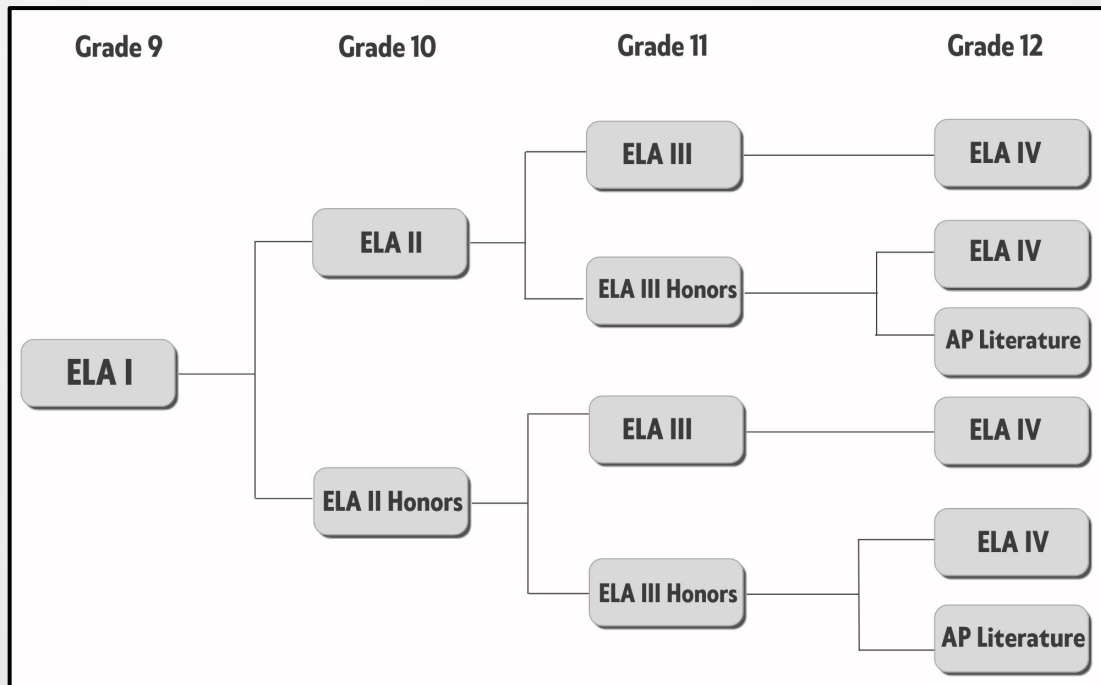 Grade 9
Grade 10
Grade 11
Grade 12
ELA I
ELA II
ELA II Honors
ELA III
ELA III Honors
ELA III
ELA III Honors
ELA IV
ELA IV
AP Literature
ELA IV
ELA IV
AP Literature